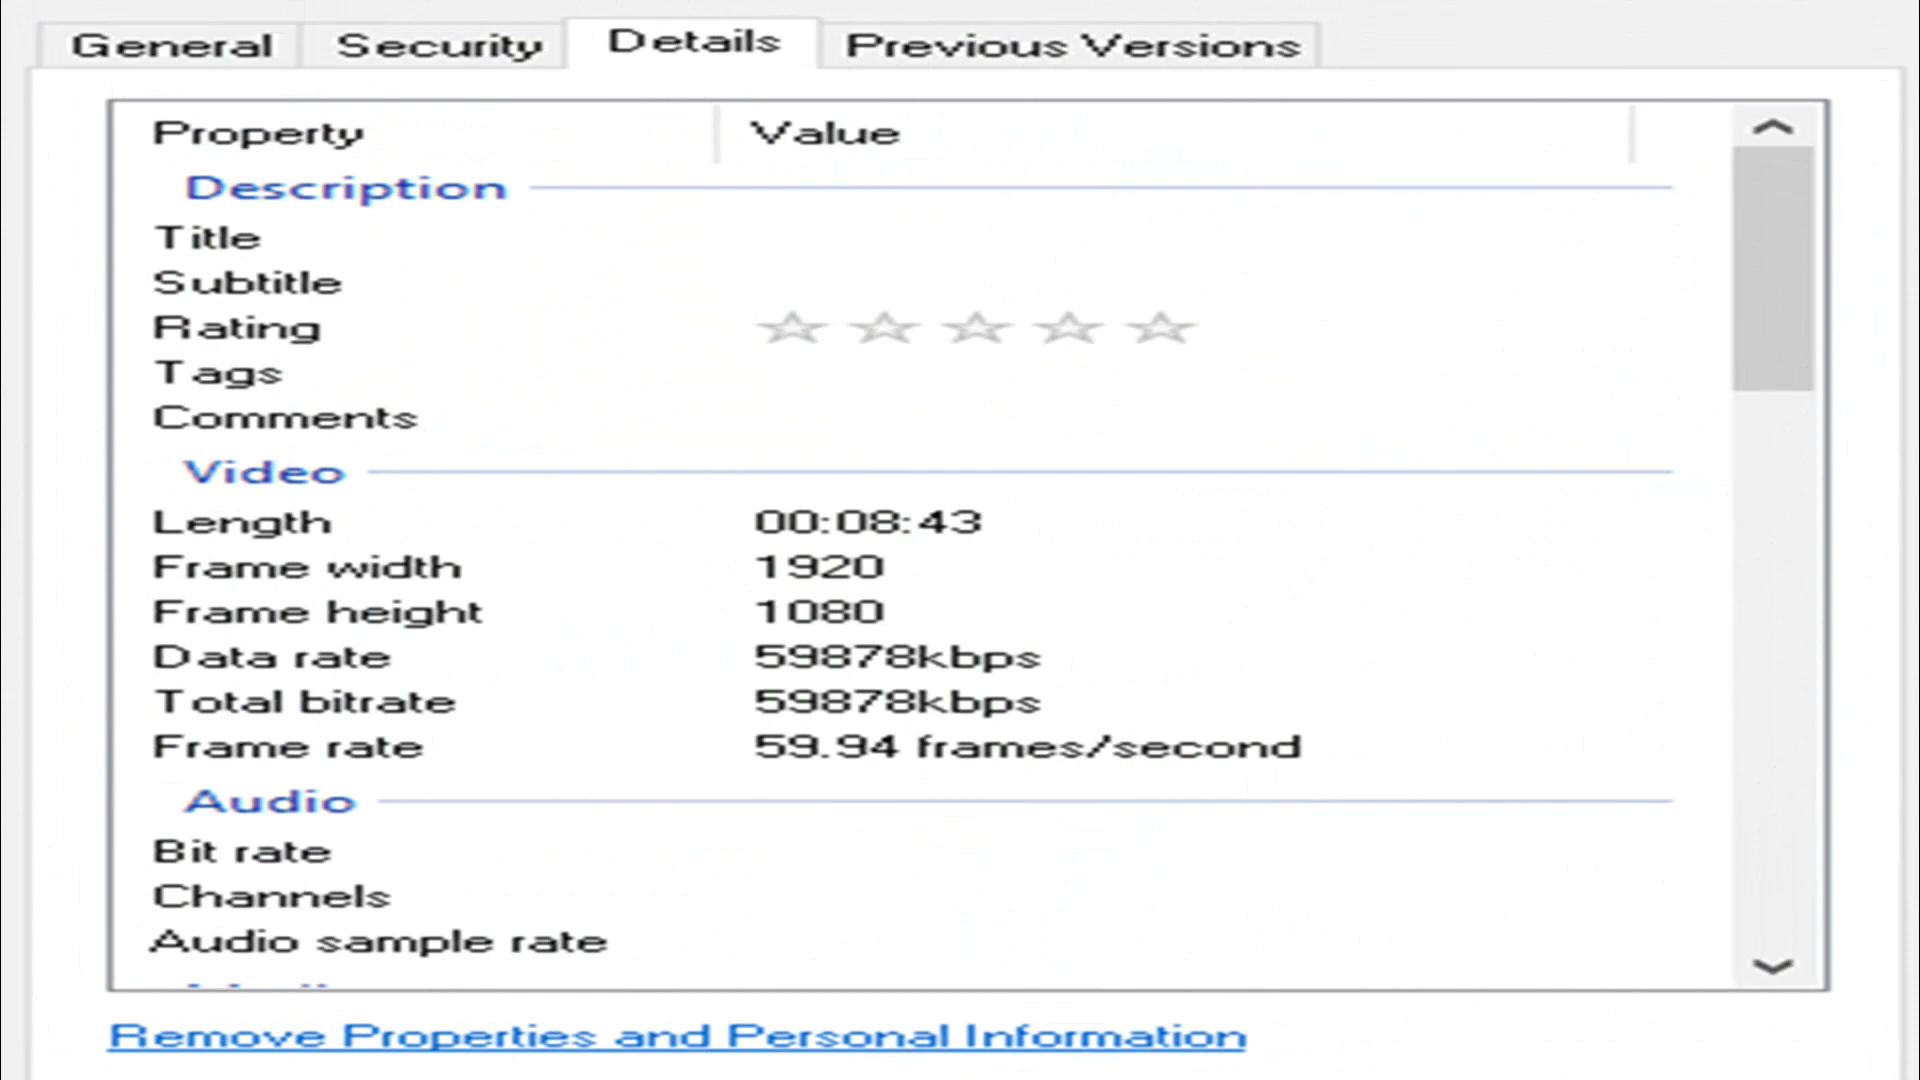 General Security Details Previous Versions
Property Value
Description
Title
Subtitle
Rating
Tags
Comments
Video
Length 00:08:43
Frame width 1920
Frame height 1080
Data rate 59878kbps
Total bitrate 59878kbps
Frame rate 59.94 frames/second
Audio
Bit rate
Channels
Audio sample rate
Remove Properties and Personal Information